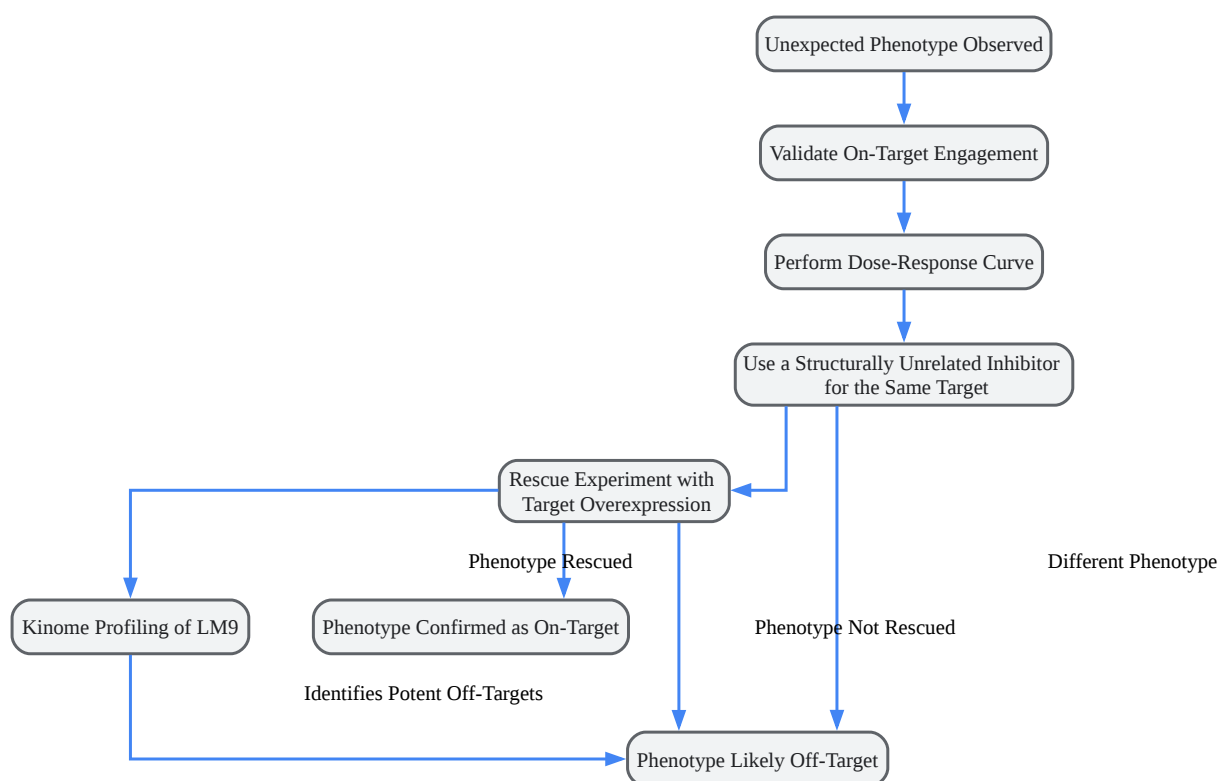 Unexpected Phenotype Observed
Validate On-Target Engagement
Perform Dose-Response Curve
Use a Structurally Unrelated Inhibitor
for the Same Target
Rescue Experiment with
Target Overexpression
Phenotype Rescued
Different Phenotype
Kinome Profiling of LM9
Phenotype Confirmed as On-Target
Phenotype Not Rescued
Identifies Potent Off-Targets
Phenotype Likely Off-Target